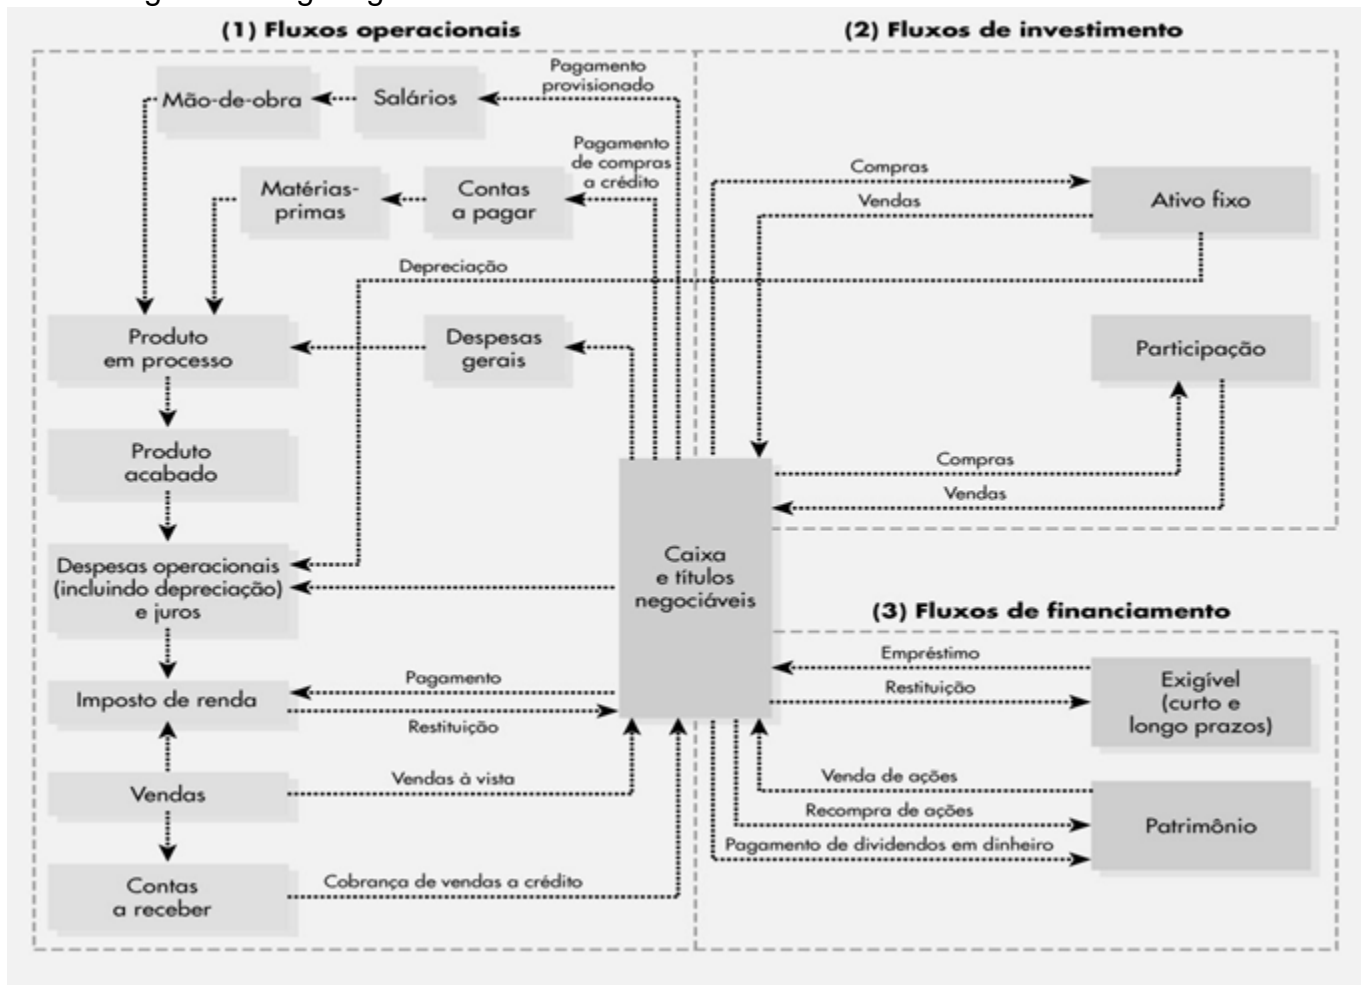 (1) Fluxos operacionais
(2) Fluxos de investimento
Pagamento
provisionado
Mão-de-obra
Salários
Pagamento
de compras
a crédito
Matérias-
primas
Contas
a pagar
Compras
Vendas
Ativo fixo
Depreciação
Produto
em processo
Despesas
gerais
Participação
Produto
acabado
Compras
Vendas
Despesas operacionais
(incluindo depreciação)
e juros
Caixa
e títulos
negociáveis
(3) Fluxos de financiamento
Empréstimo
Restituição
Exigível
(curto e
longo prazos)
Imposto de renda
Pagamento
Restituição
Vendas
Vendas à vista
Venda de ações
Recompra de ações
Pagamento de dividendos em dinheiro
Patrimônio
Contas
a receber
Cobrança de vendas a crédito